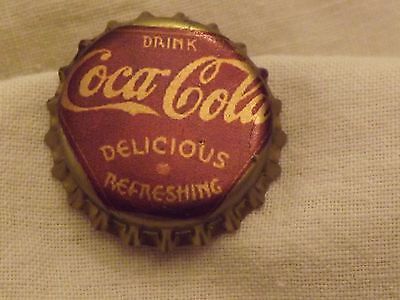 DRINK
Coca-Cola
DELICIOUS
REFRESHING